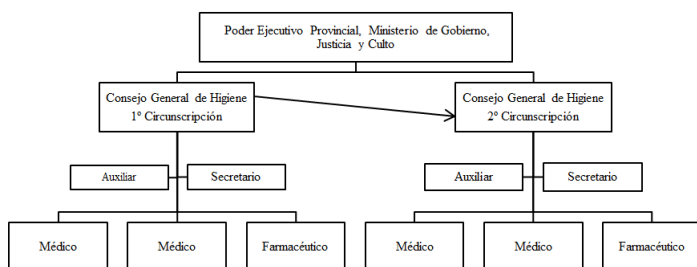 Poder Ejecutivo Provincial, Ministerio de Gobierno,
Justicia y Culto
Consejo General de Higiene
1º Circunscripción
Consejo General de Higiene
2º Circunscripción
Auxiliar
Secretario
Auxiliar
Secretario
Médico
Médico
Farmacéutico
Médico
Médico
Farmacéutico